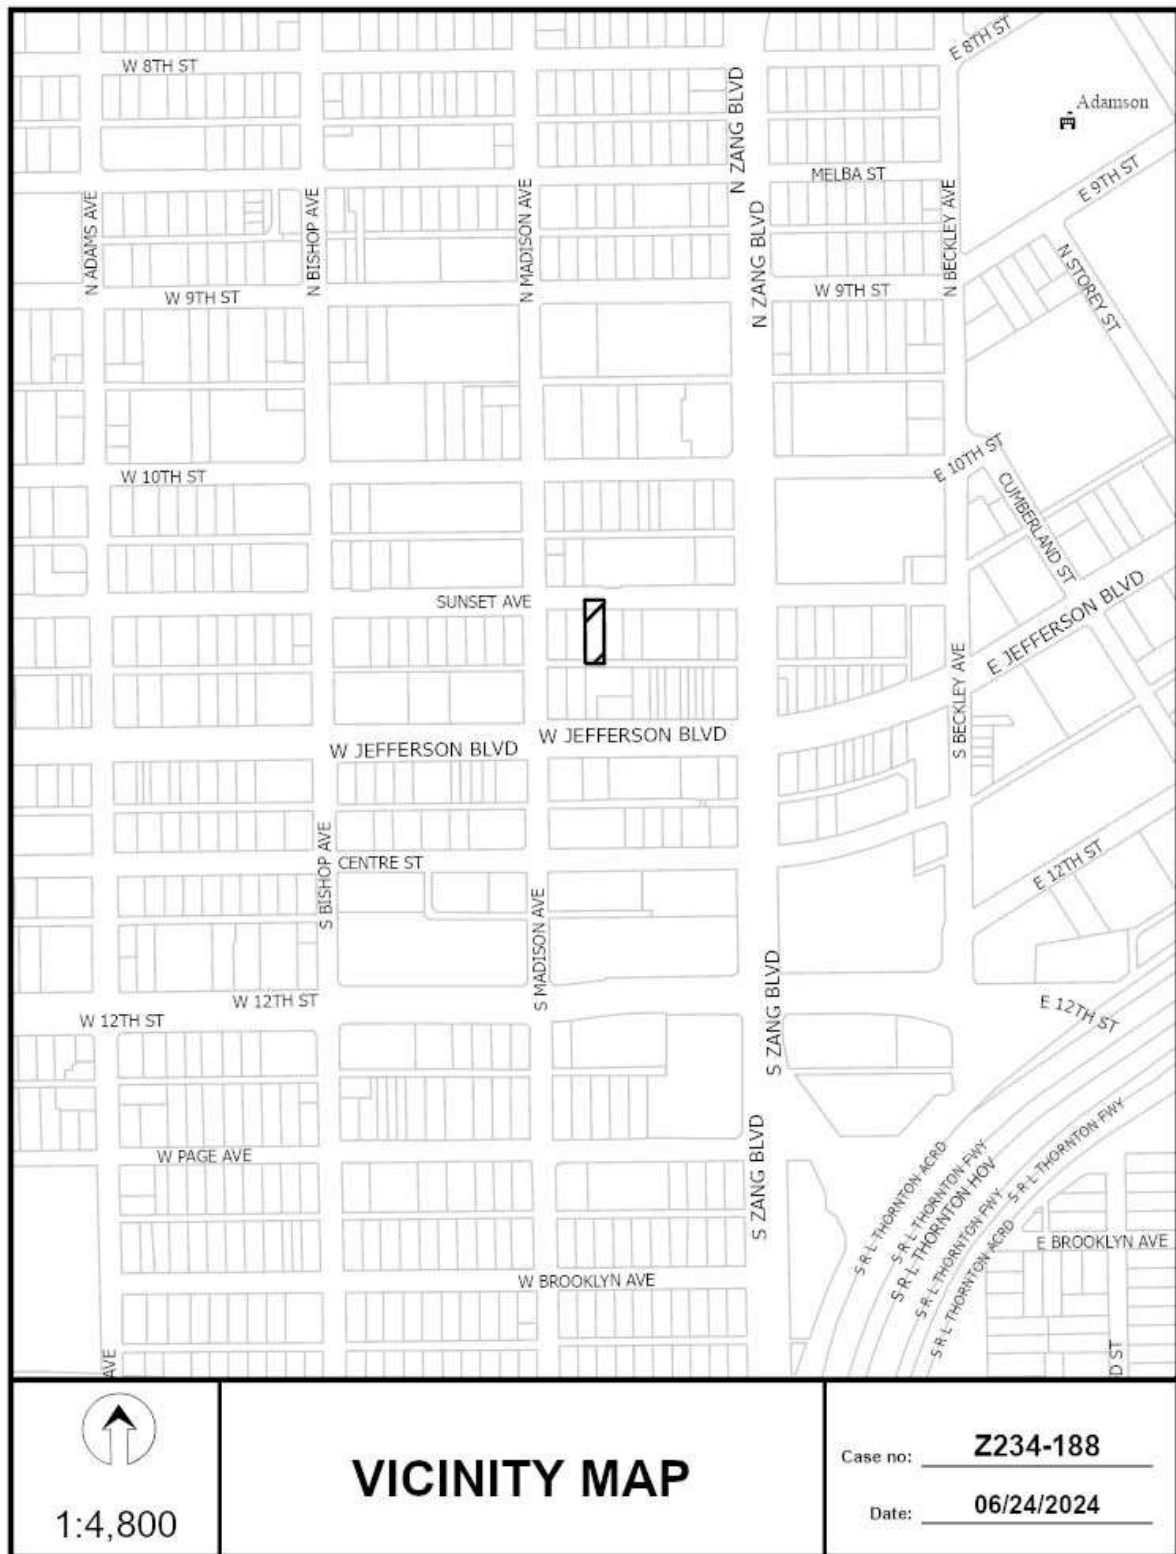 E 8TH ST
W 8TH ST
N ZANG BLVD
Adamson
MELBA ST
E 9TH ST
N ADAMS AVE
N BISHOP AVE
N MADISON AVE
N ZANG BLVD
N BECKLEY AVE
N STOREY ST
W 9TH ST
W 9TH ST
E 10TH ST
W 10TH ST
CUMBERLAND ST
SUNSET AVE
E JEFFERSON BLVD
S BECKLEY AVE
W JEFFERSON BLVD
W JEFFERSON BLVD
S BISHOP AVE
CENTRE ST
E 12TH ST
S MADISON AVE
S ZANG BLVD
W 12TH ST
E 12TH ST
W 12TH ST
S ZANG BLVD
W PAGE AVE
S R L THORNTON ACRD
S R L THORNTON FWY
S R L THORNTON HOV
S R L THORNTON FWY
S R L THORNTON FWY
S R L THORNTON ACRD
E BROOKLYN AVE
W BROOKLYN AVE
AVE
D ST
1:4,800
VICINITY MAP
Case no: Z234-188
Date: 06/24/2024